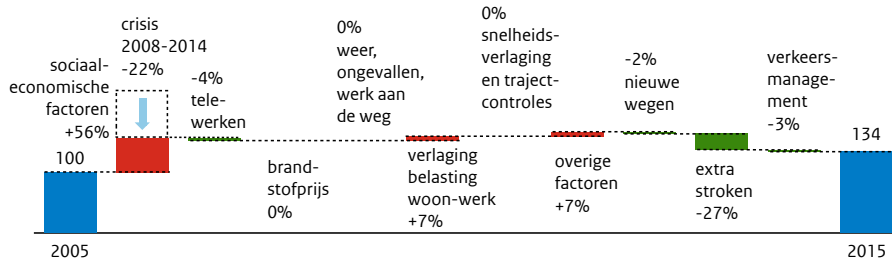 sociaal-
economische
factoren
+56%
100
2005
crisis
2008-2014
-22%
-4%
tele-
werken
brand-
stofprijs
0%
0%
weer,
ongevallen,
werk aan
de weg
verlaging
belasting
woon-werk
+7%
0%
snelheids-
verlaging
en traject-
controles
overige
factoren
+7%
-2%
nieuwe
wegen
extra
stroken
-27%
verkeers-
manage-
ment
-3%
134
2015